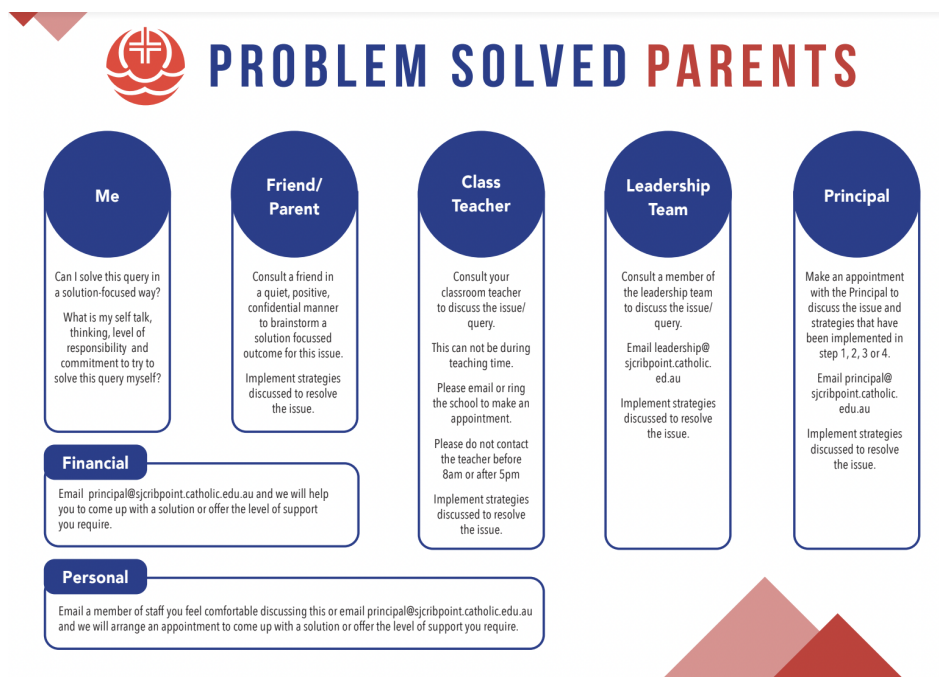 PROBLEM SOLVED PARENTS
Me
Can I solve this query in
a solution-focused way?
What is my self talk,
thinking, level of
responsibility and
commitment to try to
solve this query myself?
Friend/
Parent
Consult a friend in
a quiet, positive,
confidential manner
to brainstorm a
solution focussed
outcome for this issue.
Implement strategies
discussed to resolve
the issue.
Class
Teacher
Consult your
classroom teacher
to discuss the issue/
query.
This can not be during
teaching time.
Please email or ring
the school to make an
appointment.
Please do not contact
the teacher before
8am or after 5pm
Implement strategies
discussed to resolve
the issue.
Leadership
Team
Consult a member of
the leadership team
to discuss the issue/
query.
Email leadership@
sjcribpoint.catholic.
ed.au
Implement strategies
discussed to resolve
the issue.
Principal
Make an appointment
with the Principal to
discuss the issue and
strategies that have
been implemented in
step 1, 2, 3 or 4.
Email principal@
sjcribpoint.catholic.
edu.au
Implement strategies
discussed to resolve
the issue.
Financial
Email principal@sjcribpoint.catholic.edu.au and we will help
you to come up with a solution or offer the level of support
you require.
Personal
Email a member of staff you feel comfortable discussing this or email principal@sjcribpoint.catholic.edu.au
and we will arrange an appointment to come up with a solution or offer the level of support you require.